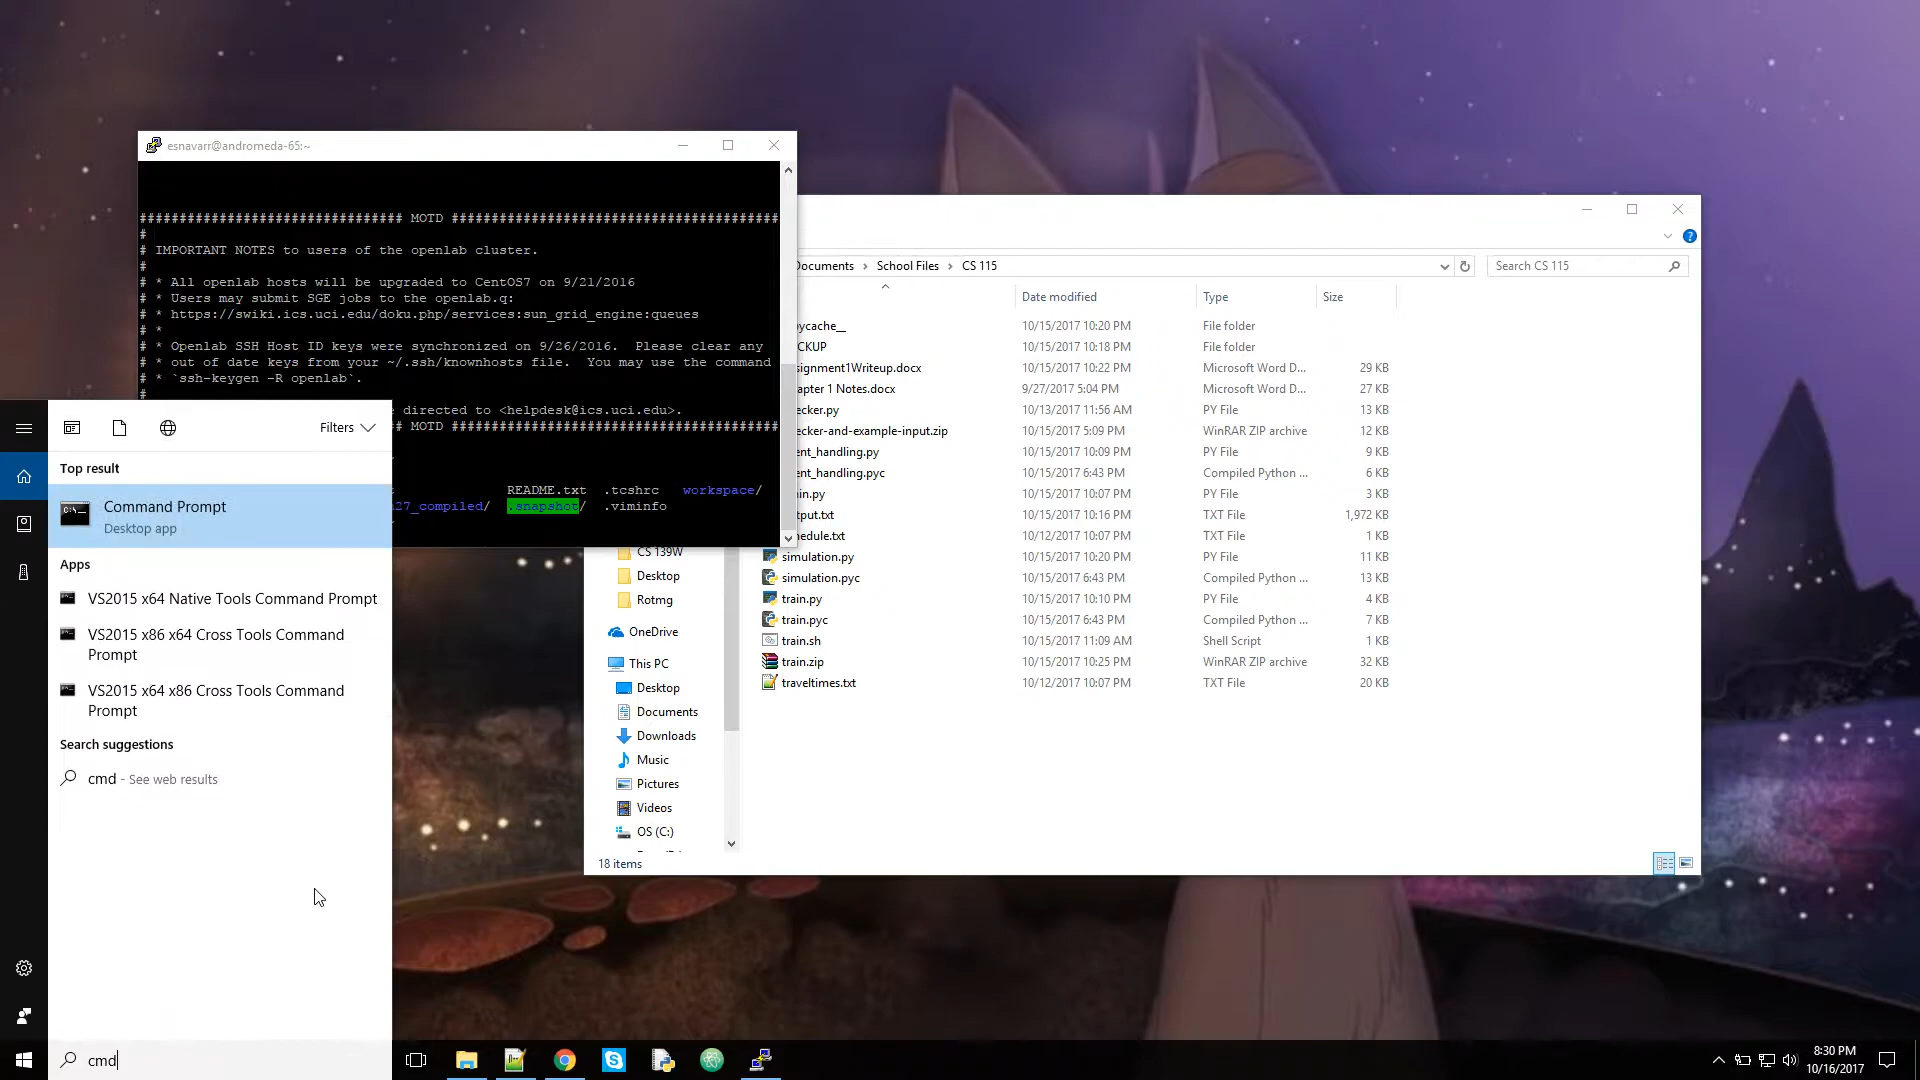 esnavarr@andromeda-65:~
################################# MOTD #########################################
#
# IMPORTANT NOTES to users of the openlab cluster.
#
# * All openlab hosts will be upgraded to CentOS7 on 9/21/2016
# * Users may submit SGE jobs to the openlab.q:
# * https://swiki.ics.uci.edu/doku.php/services:sun_grid_engine:queues
# *
# * Openlab SSH Host ID keys were synchronized on 9/26/2016.  Please clear any
# * out of date keys from your ~/.ssh/knownhosts file.  You may use the command
# * `ssh-keygen -R openlab`.
#
e directed to <helpdesk@ics.uci.edu>.
## MOTD #########################################
README.txt .tcshrc workspace/
27_compiled/ .snapshot/ .viminfo
Documents > School Files > CS 115
Search CS 115
Date modified Type Size
ycache__ 10/15/2017 10:20 PM File folder
CKUP 10/15/2017 10:18 PM File folder
signment1Writeup.docx 10/15/2017 10:22 PM Microsoft Word D... 29 KB
apter 1 Notes.docx 9/27/2017 5:04 PM Microsoft Word D... 27 KB
ecker.py 10/13/2017 11:56 AM PY File 13 KB
ecker-and-example-input.zip 10/15/2017 5:09 PM WinRAR ZIP archive 12 KB
ent_handling.py 10/15/2017 10:09 PM PY File 9 KB
ent_handling.pyc 10/15/2017 6:43 PM Compiled Python ... 6 KB
in.py 10/15/2017 10:07 PM PY File 3 KB
tput.txt 10/15/2017 10:16 PM TXT File 1,972 KB
hedule.txt 10/12/2017 10:07 PM TXT File 1 KB
simulation.py 10/15/2017 10:20 PM PY File 11 KB
simulation.pyc 10/15/2017 6:43 PM Compiled Python ... 13 KB
train.py 10/15/2017 10:10 PM PY File 4 KB
train.pyc 10/15/2017 6:43 PM Compiled Python ... 7 KB
train.sh 10/15/2017 11:09 AM Shell Script 1 KB
train.zip 10/15/2017 10:25 PM WinRAR ZIP archive 32 KB
traveltimes.txt 10/12/2017 10:07 PM TXT File 20 KB
CS 139W
Desktop
Rotmg
OneDrive
This PC
Desktop
Documents
Downloads
Music
Pictures
Videos
OS (C:)
18 items
Filters
Top result
Command Prompt
Desktop app
Apps
VS2015 x64 Native Tools Command Prompt
VS2015 x86 x64 Cross Tools Command
Prompt
VS2015 x64 x86 Cross Tools Command
Prompt
Search suggestions
cmd - See web results
cmd
8:30 PM
10/16/2017